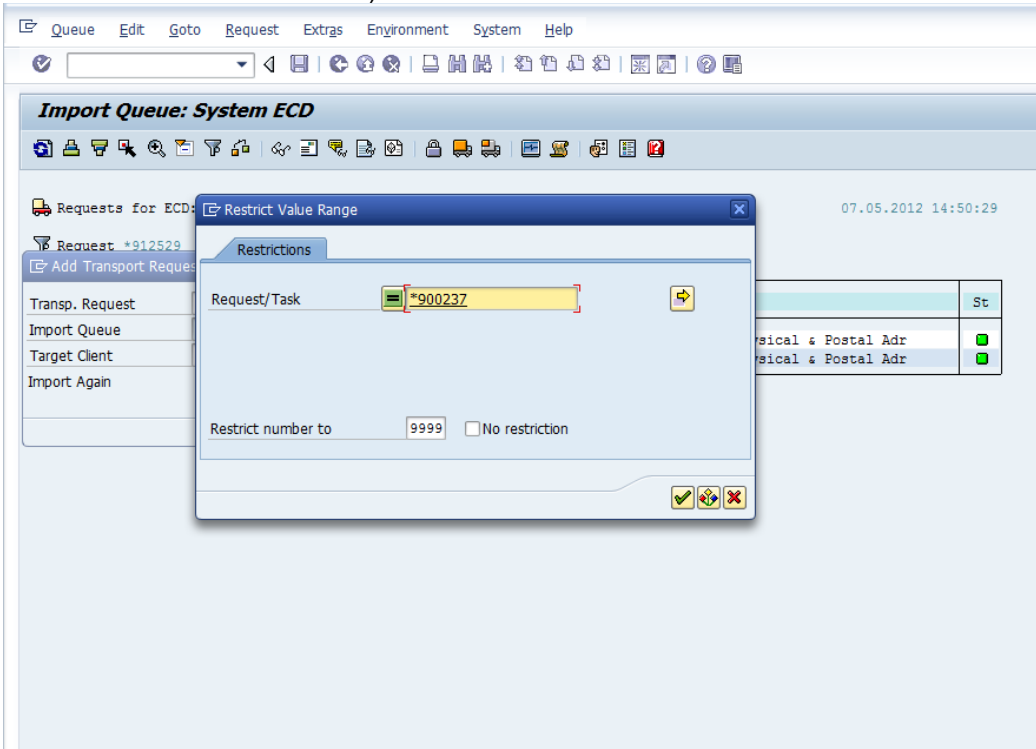 Queue Edit Goto Request Extras Environment System Help
Import Queue: System ECD
Requests for ECD: 07.05.2012 14:50:29
Request *912529
Restrict Value Range
Restrictions
Add Transport Reques
Transp. Request
Request/Task = *900237
St
Import Queue
sical & Postal Adr
Target Client
sical & Postal Adr
Import Again
Restrict number to 9999 No restriction